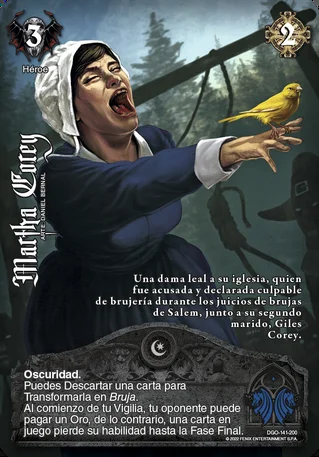 3
2
Héroe
Martha Corey
ARTE: DANIEL BERNAL
Una dama leal a su iglesia, quien
fue acusada y declarada culpable
de brujería durante los juicios de brujas
de Salem, junto a su segundo
marido, Giles
Corey.
Oscuridad.
Puedes Descartar una carta para
Transformarla en Bruja.
Al comienzo de tu Vigilia, tu oponente puede
pagar un Oro, de lo contrario, una carta en
juego pierde su habilidad hasta la Fase Final.
DGO-141-200
© 2022 FENIX ENTERTAINMENT S.P.A.